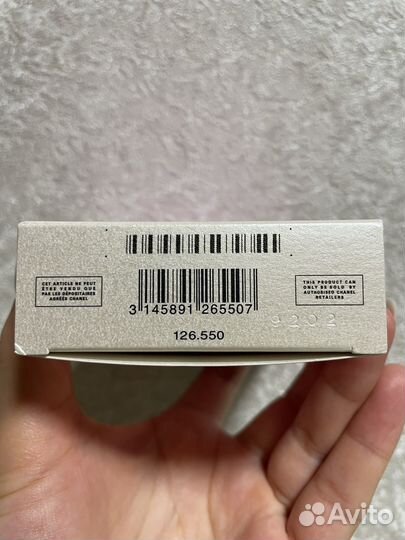 CET ARTICLE NE PEUT
ÊTRE VENDU QUE
PAR LES DÉPOSITAIRES
AGRÉÉS CHANEL
THIS PRODUCT CAN
ONLY BE SOLD BY
AUTHORISED CHANEL
RETAILERS
3 145891 265507
126.550
Avito